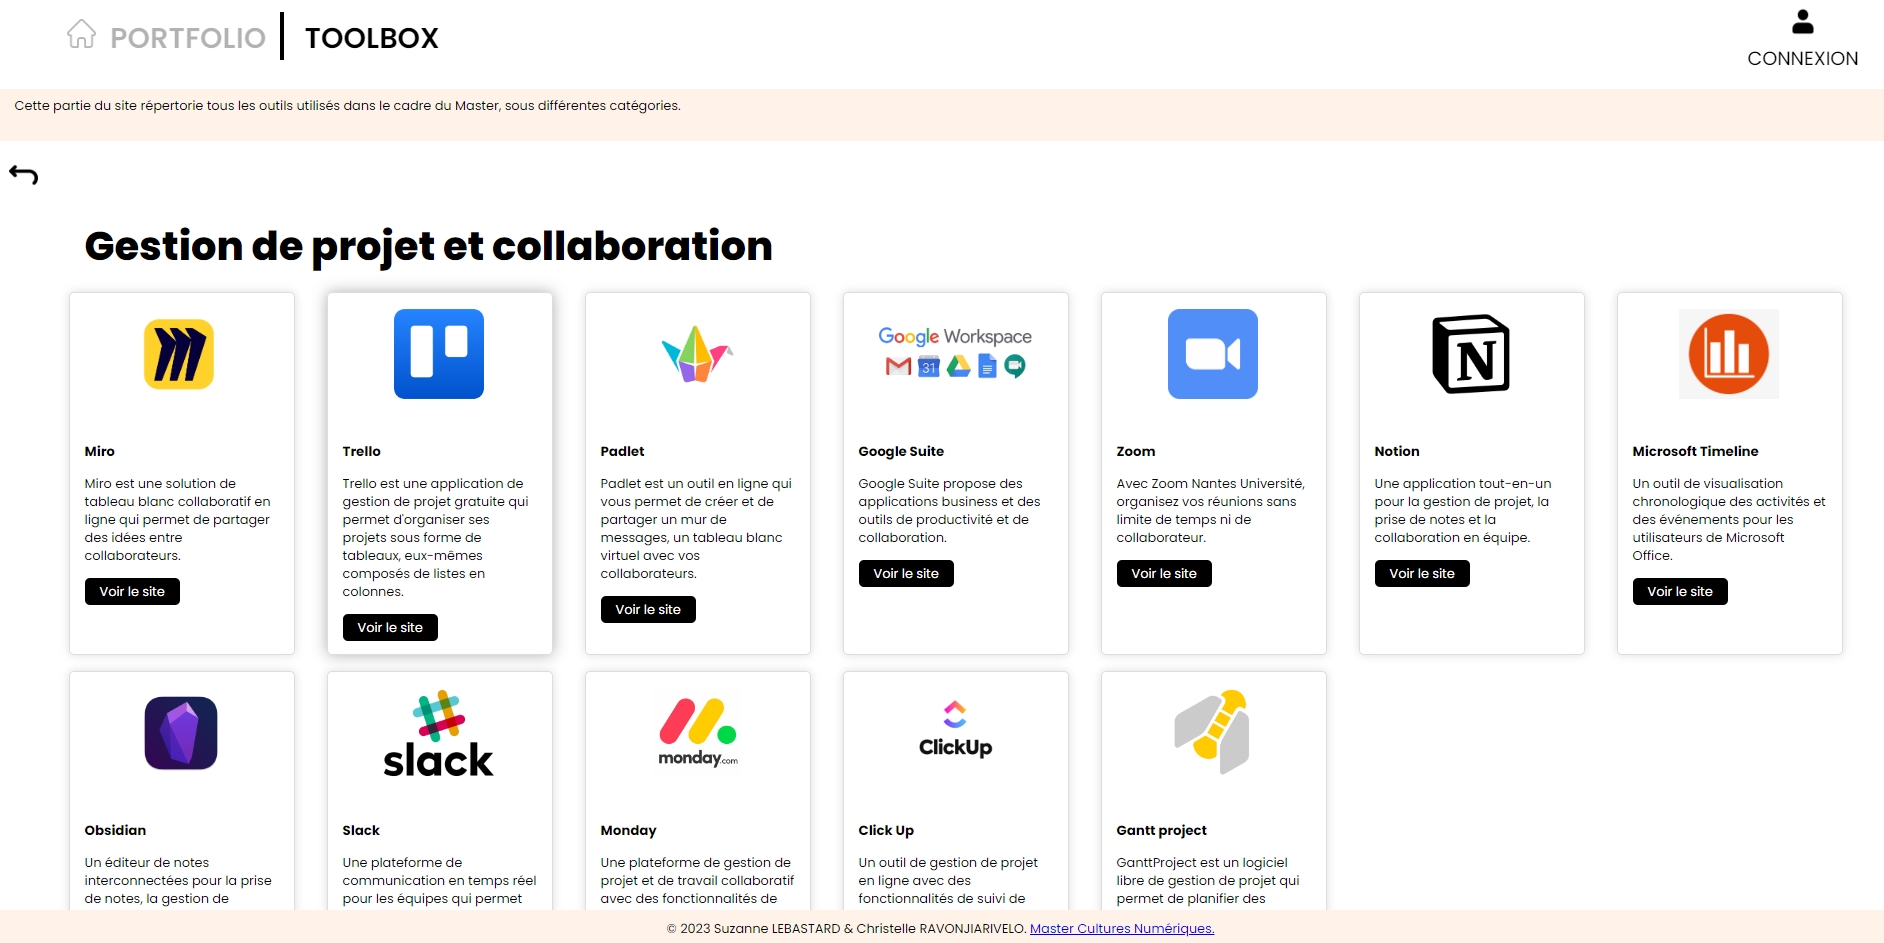 PORTFOLIO
TOOLBOX
CONNEXION
Cette partie du site répertorie tous les outils utilisés dans le cadre du Master, sous différentes catégories.
Gestion de projet et collaboration
Miro
Miro est une solution de
tableau blanc collaboratif en
ligne qui permet de partager
des idées entre
collaborateurs.
Voir le site
Trello
Trello est une application de
gestion de projet gratuite qui
permet d'organiser ses
projets sous forme de
tableaux, eux-mêmes
composés de listes en
colonnes.
Voir le site
Padlet
Padlet est un outil en ligne qui
vous permet de créer et de
partager un mur de
messages, un tableau blanc
virtuel avec vos
collaborateurs.
Voir le site
Google Workspace
31
Google Suite
Google Suite propose des
applications business et des
outils de productivité et de
collaboration.
Voir le site
Zoom
Avec Zoom Nantes Université,
organisez vos réunions sans
limite de temps ni de
collaborateur.
Voir le site
N
Notion
Une application tout-en-un
pour la gestion de projet, la
prise de notes et la
collaboration en équipe.
Voir le site
Microsoft Timeline
Un outil de visualisation
chronologique des activités et
des événements pour les
utilisateurs de Microsoft
Office.
Voir le site
Obsidian
Un éditeur de notes
interconnectées pour la prise
de notes, la gestion de
slack
Slack
Une plateforme de
communication en temps réel
pour les équipes qui permet
monday.com
Monday
Une plateforme de gestion de
projet et de travail collaboratif
avec des fonctionnalités de
ClickUp
Click Up
Un outil de gestion de projet
en ligne avec des
fonctionnalités de suivi de
Gantt project
GanttProject est un logiciel
libre de gestion de projet qui
permet de planifier des
© 2023 Suzanne LEBASTARD & Christelle RAVONJIARIVELO. Master Cultures Numériques.